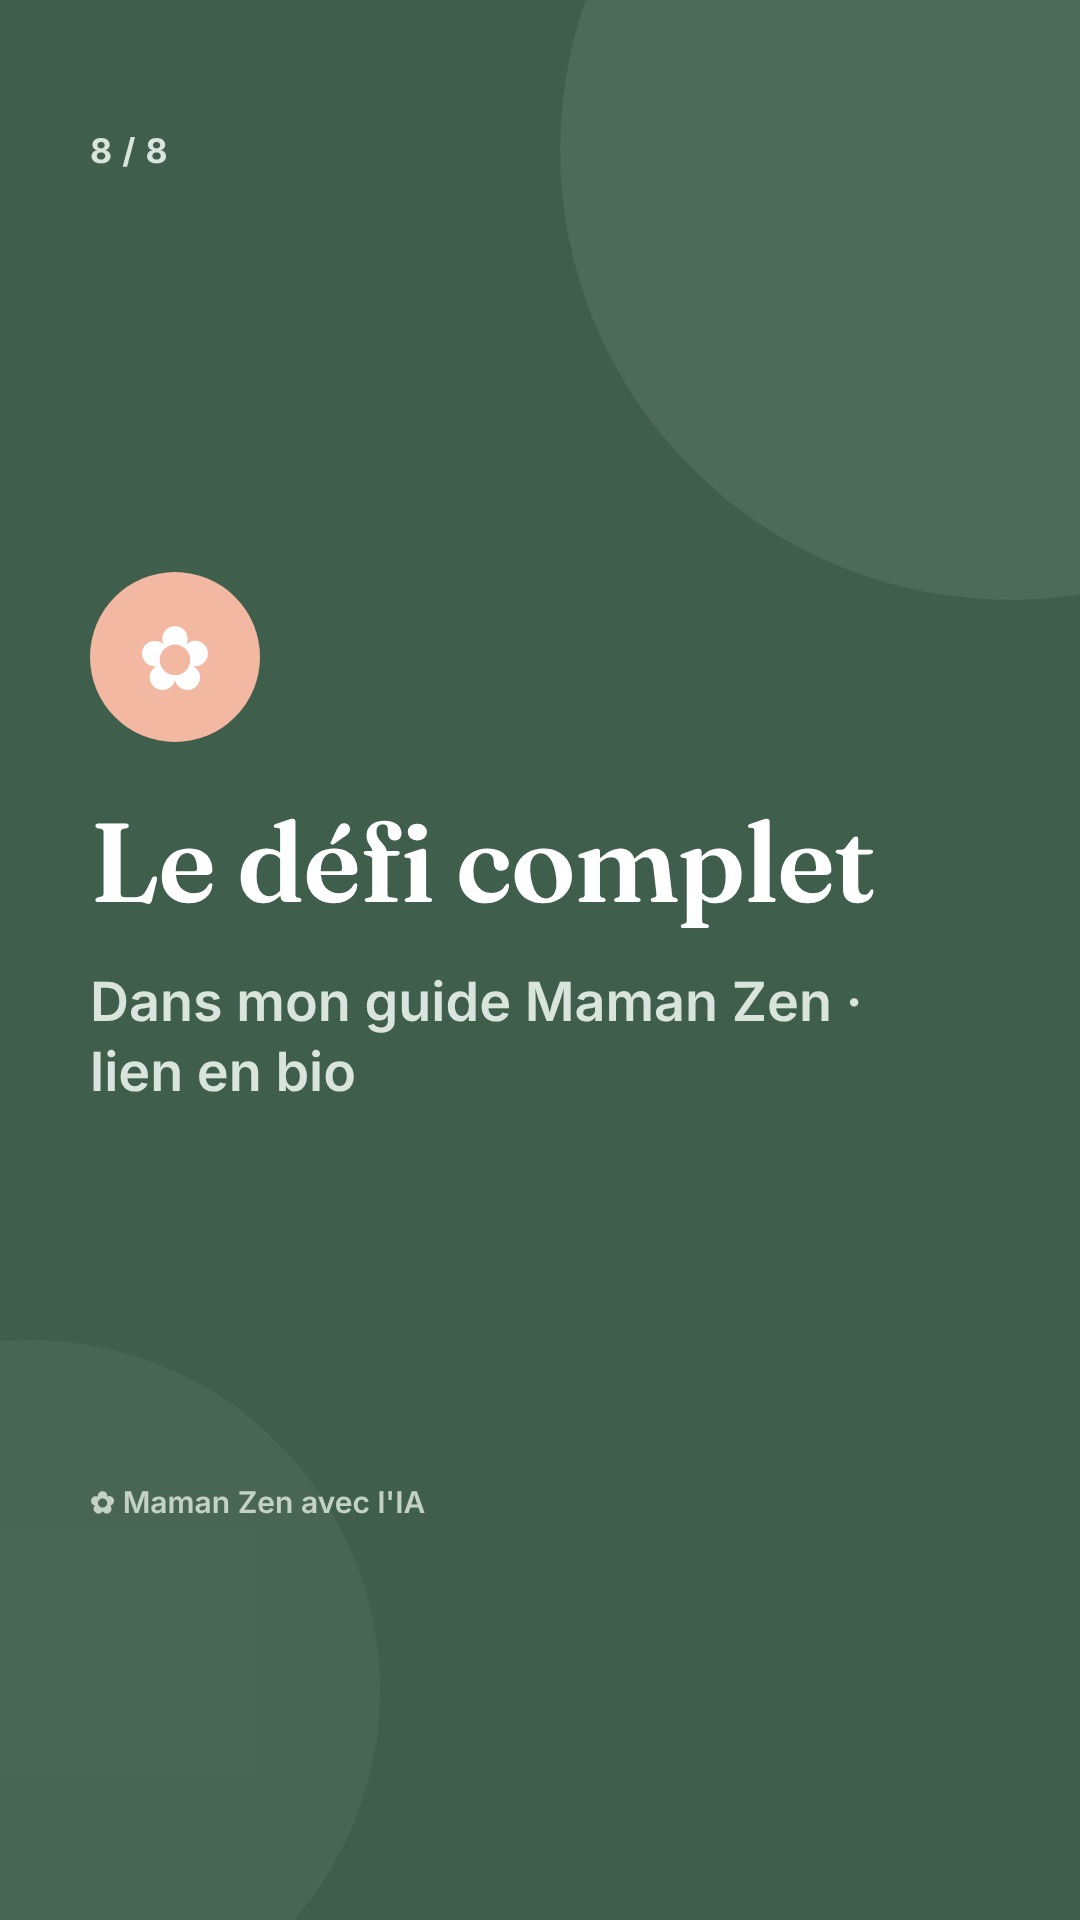 8 / 8
Le défi complet
Dans mon guide Maman Zen ·
lien en bio
✿ Maman Zen avec l'IA